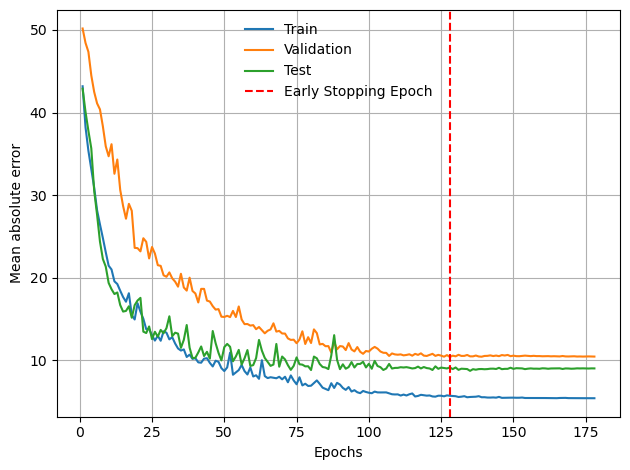 Train
Validation
Test
Early Stopping Epoch
Mean absolute error
50
40
30
20
10
0 25 50 75 100 125 150 175
Epochs